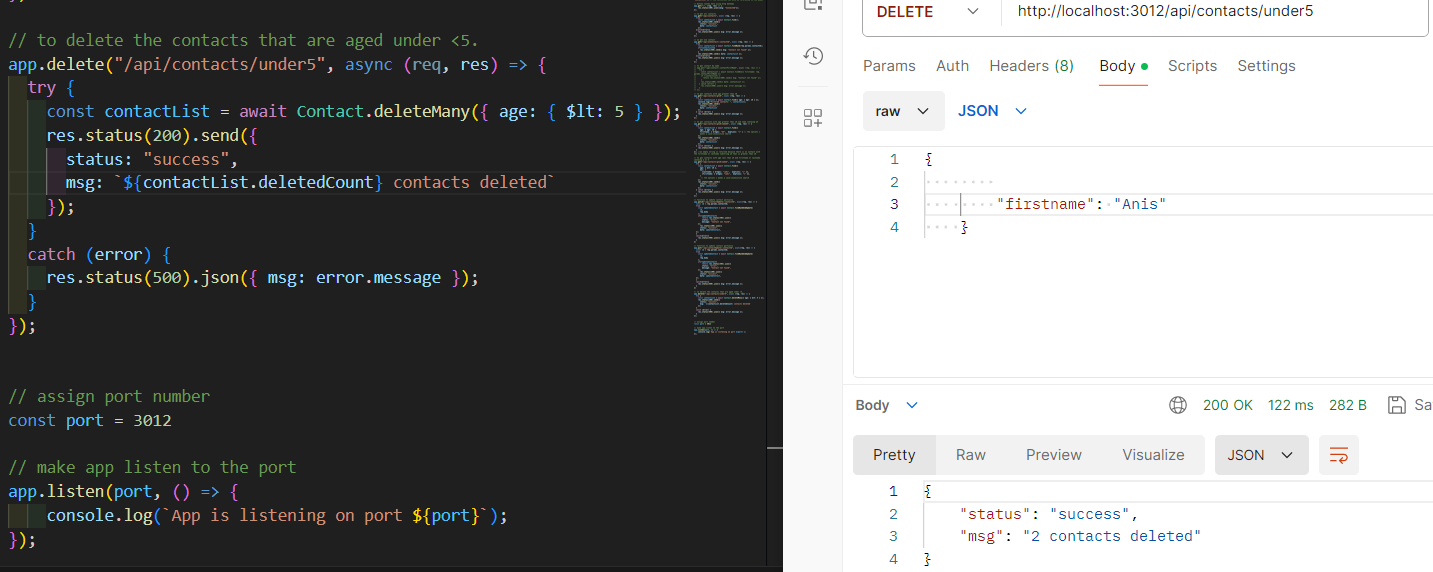 // to delete the contacts that are aged under <5.
app.delete("/api/contacts/under5", async (req, res) => {
  try {
    const contactList = await Contact.deleteMany({ age: { $lt: 5 } });
    res.status(200).send({
      status: "success",
      msg: `${contactList.deletedCount} contacts deleted`
    });
  }
  catch (error) {
    res.status(500).json({ msg: error.message });
  }
});
// assign port number
const port = 3012
// make app listen to the port
app.listen(port, () => {
    console.log(`App is listening on port ${port}`);
});
DELETE http://localhost:3012/api/contacts/under5
Params Auth Headers (8) Body Scripts Settings
raw JSON
1 {
2
3 "firstname": "Anis"
4 }
Body 200 OK 122 ms 282 B Sa
Pretty Raw Preview Visualize JSON
1 {
2 "status": "success",
3 "msg": "2 contacts deleted"
4 }